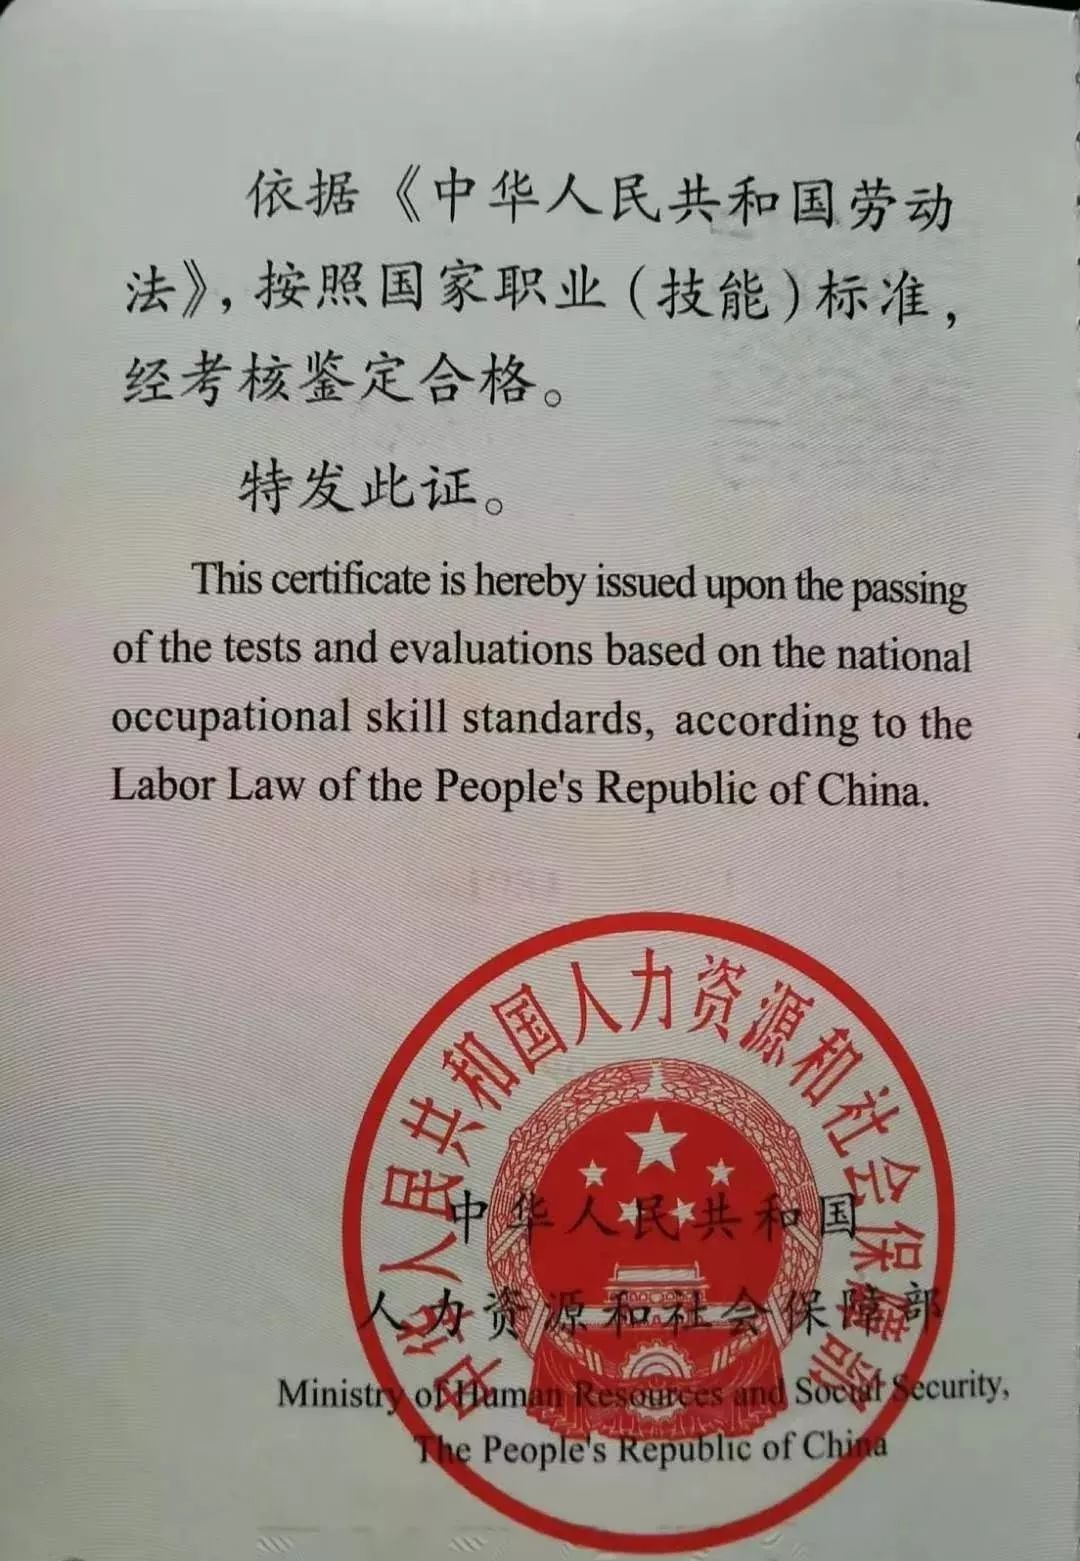 依据《中华人民共和国劳动
法》，按照国家职业（技能）标准，
经考核鉴定合格。
特发此证。
This certificate is hereby issued upon the passing
of the tests and evaluations based on the national
occupational skill standards, according to the
Labor Law of the People's Republic of China.
中华人民共和国人力资源和社会保障部
中华人民共和国
人力资源和社会保障部
Ministry of Human Resources and Social Security,
The People's Republic of China